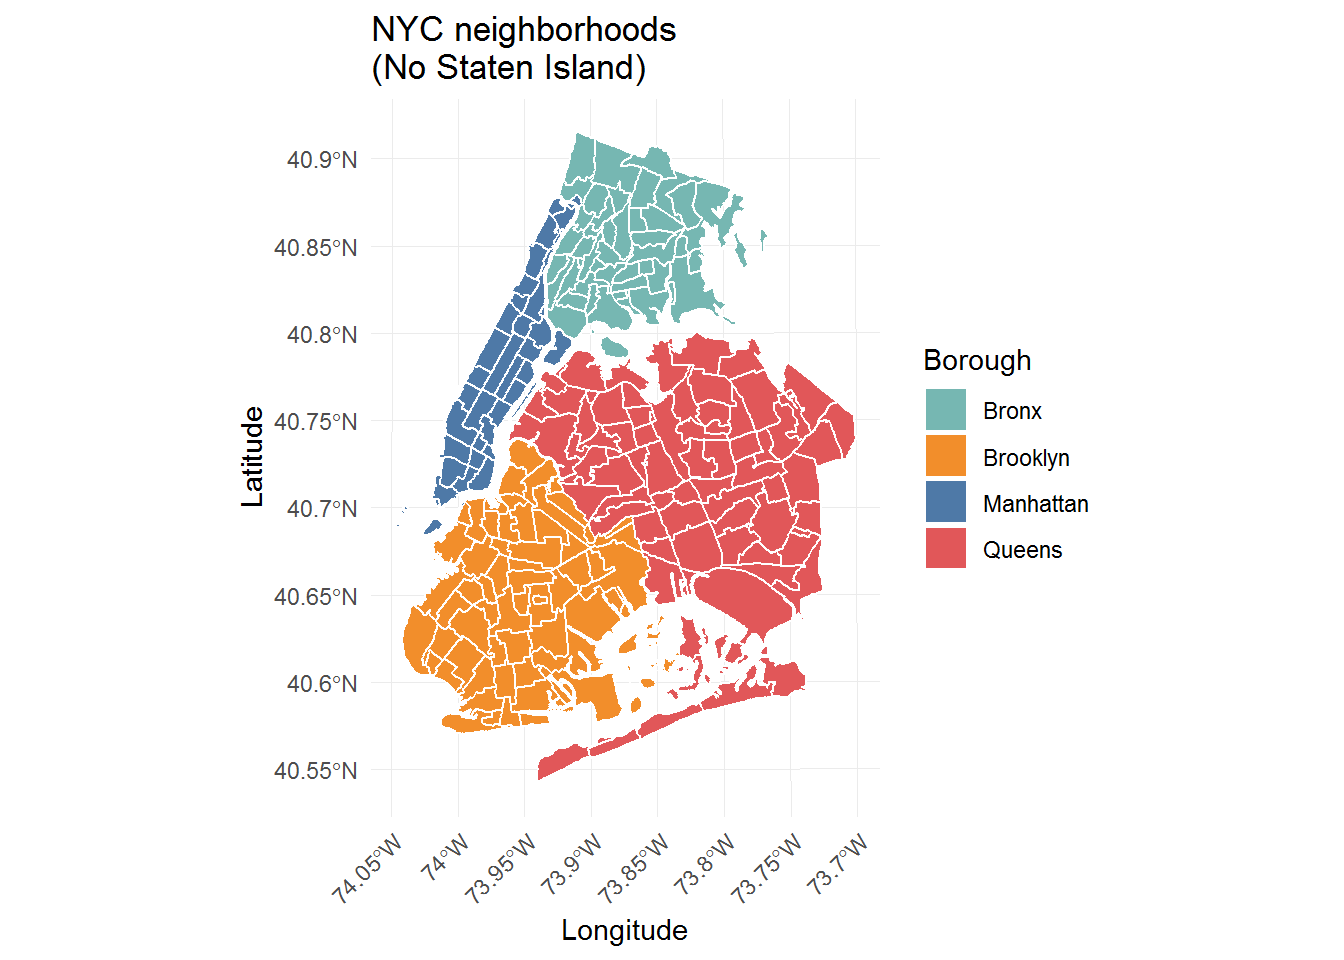 NYC neighborhoods
(No Staten Island)
40.9°N
40.85°N
40.8°N
40.75°N
40.7°N
40.65°N
40.6°N
40.55°N
Latitude
74.05°W
74°W
73.95°W
73.9°W
73.85°W
73.8°W
73.75°W
73.7°W
Longitude
Borough
Bronx
Brooklyn
Manhattan
Queens